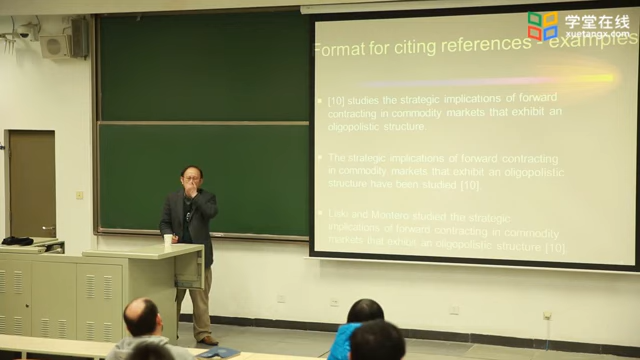 学堂在线
xuetangx.com
Format for citing references - examples
[10] studies the strategic implications of forward
contracting in commodity markets that exhibit an
oligopolistic structure.
The strategic implications of forward contracting
in commodity markets that exhibit an oligopolistic
structure have been studied [10].
Liski and Montero studied the strategic
implications of forward contracting in commodity
markets that exhibit an oligopolistic structure [10].